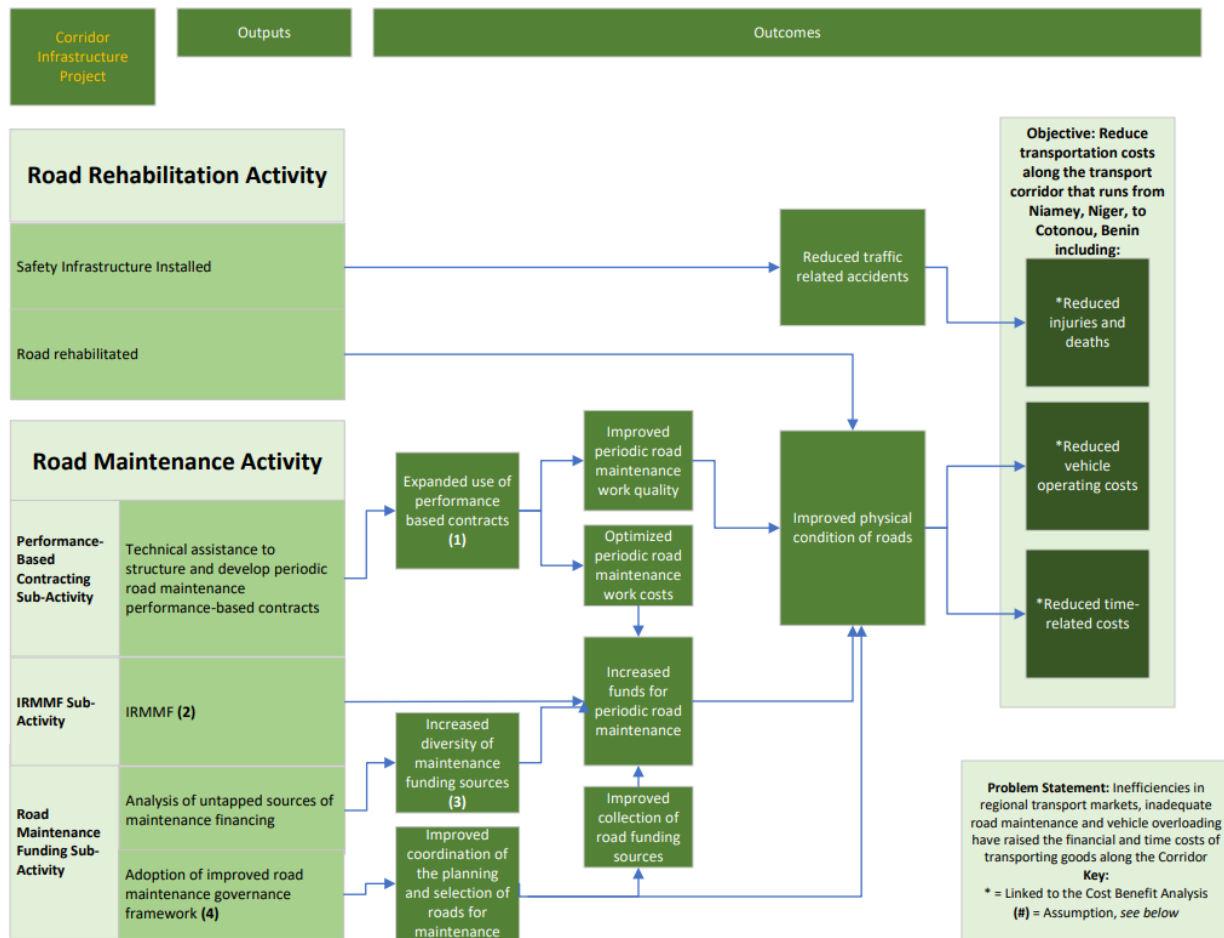 Corridor
Infrastructure
Project
Outputs
Outcomes
Road Rehabilitation Activity
Safety Infrastructure Installed
Road rehabilitated
Reduced traffic
related accidents
Objective: Reduce
transportation costs
along the transport
corridor that runs from
Niamey, Niger, to
Cotonou, Benin
including:
*Reduced
injuries and
deaths
*Reduced
vehicle
operating costs
*Reduced time-
related costs
Road Maintenance Activity
Performance-
Based
Contracting
Sub-Activity
Technical assistance to
structure and develop periodic
road maintenance
performance-based contracts
IRMMF Sub-
Activity
IRMMF (2)
Road
Maintenance
Funding Sub-
Activity
Analysis of untapped sources of
maintenance financing
Adoption of improved road
maintenance governance
framework (4)
Expanded use of
performance
based contracts
(1)
Increased
diversity of
maintenance
funding sources
(3)
Improved
coordination of
the planning
and selection of
roads for
maintenance
Improved
periodic road
maintenance
work quality
Optimized
periodic road
maintenance
work costs
Increased
funds for
periodic road
maintenance
Improved
collection of
road funding
sources
Improved physical
condition of roads
Problem Statement: Inefficiencies in
regional transport markets, inadequate
road maintenance and vehicle overloading
have raised the financial and time costs of
transporting goods along the Corridor
Key:
* = Linked to the Cost Benefit Analysis
(#) = Assumption, see below